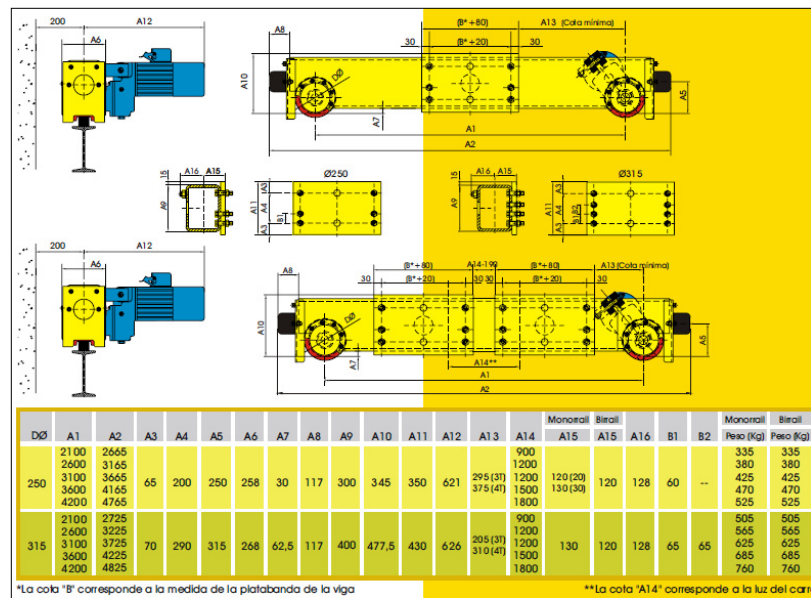 200 A12 A8 (B*+80) A13 (Cota mínima)
A6 30 (B*+20) 30
A10 DØ A5
A7 A1
A2
15 A16 A15 A3 Ø250 15 A16 A15 A3 Ø315
A9 A11 A4 B1 A9 A11 A4 B1 B2
A3 A3
200 A12 (B*+80) A14-190 (B*+80) A13 (Cota mínima)
A6 A8 30 (B*+20) 30 30 (B*+20) 30
A10 DØ A5
A7 A14** A1
A2
Monorrail Birrail Monorrail Birrail
DØ A1 A2 A3 A4 A5 A6 A7 A8 A9 A10 A11 A12 A13 A14 A15 A15 A16 B1 B2 Peso (Kg) Peso (Kg)
2100 2665 900 335 335
2600 3165 1200 380 380
250 3100 3665 65 200 250 258 30 117 300 345 350 621 295 (3T) 375 (4T) 1200 120 (20) 130 (30) 120 128 60 -- 425 425
3600 4165 1500 470 470
4200 4765 1800 525 525
2100 2725 900 505 505
2600 3225 1200 565 565
315 3100 3725 70 290 315 268 62,5 117 400 477,5 430 626 205 (3T) 310 (4T) 1200 130 120 128 65 65 625 625
3600 4225 1500 685 685
4200 4825 1800 760 760
*La cota "B" corresponde a la medida de la platabanda de la viga **La cota "A14" corresponde a la luz del carr